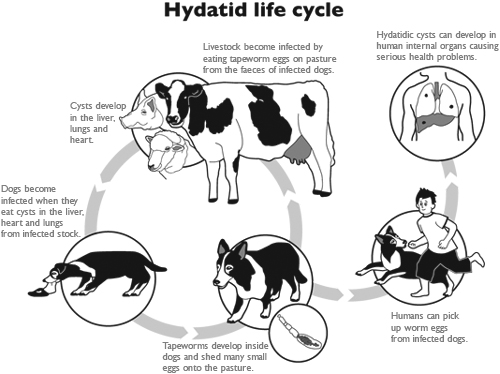 Hydatid life cycle
Livestock become infected by
eating tapeworm eggs on pasture
from the faeces of infected dogs.
Hydatidic cysts can develop in
human internal organs causing
serious health problems.
Cysts develop
in the liver,
lungs and
heart.
Dogs become
infected when they
eat cysts in the liver,
heart and lungs
from infected stock.
Tapeworms develop inside
dogs and shed many small
eggs onto the pasture.
Humans can pick
up worm eggs
from infected dogs.